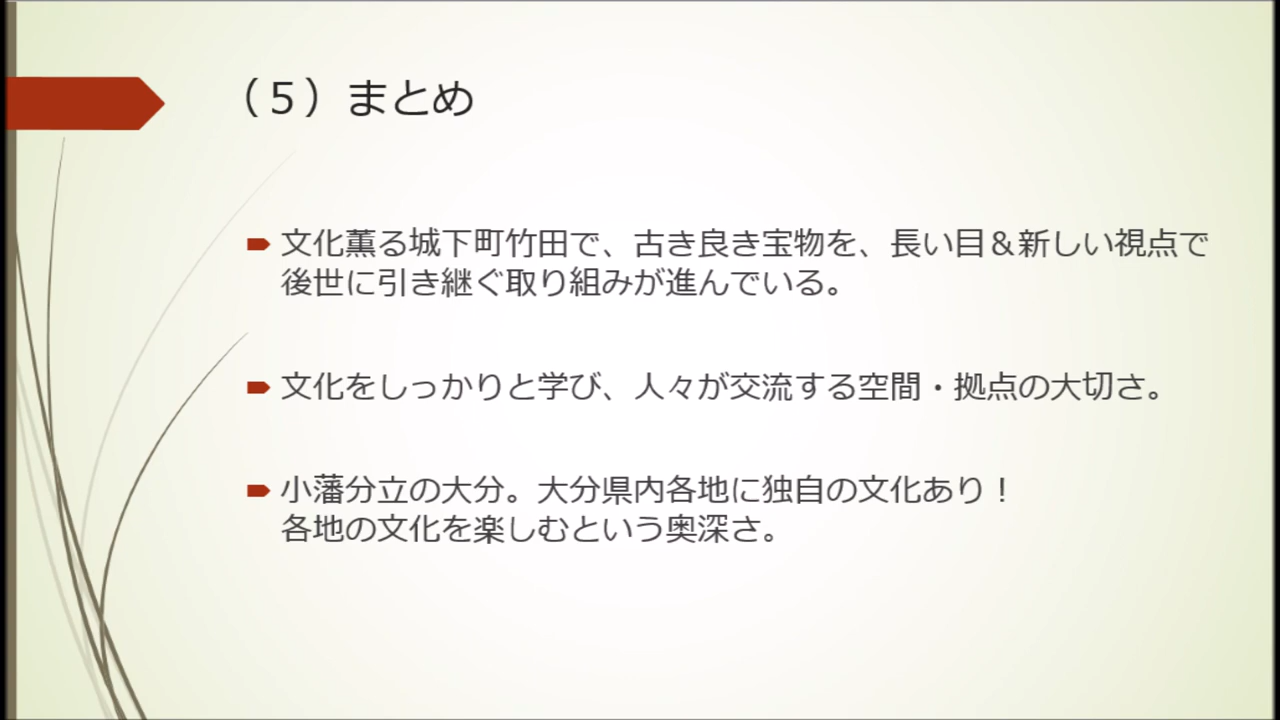 （５）まとめ
文化薫る城下町竹田で、古き良き宝物を、長い目＆新しい視点で
後世に引き継ぐ取り組みが進んでいる。
文化をしっかりと学び、人々が交流する空間・拠点の大切さ。
小藩分立の大分。大分県内各地に独自の文化あり！
各地の文化を楽しむという奥深さ。